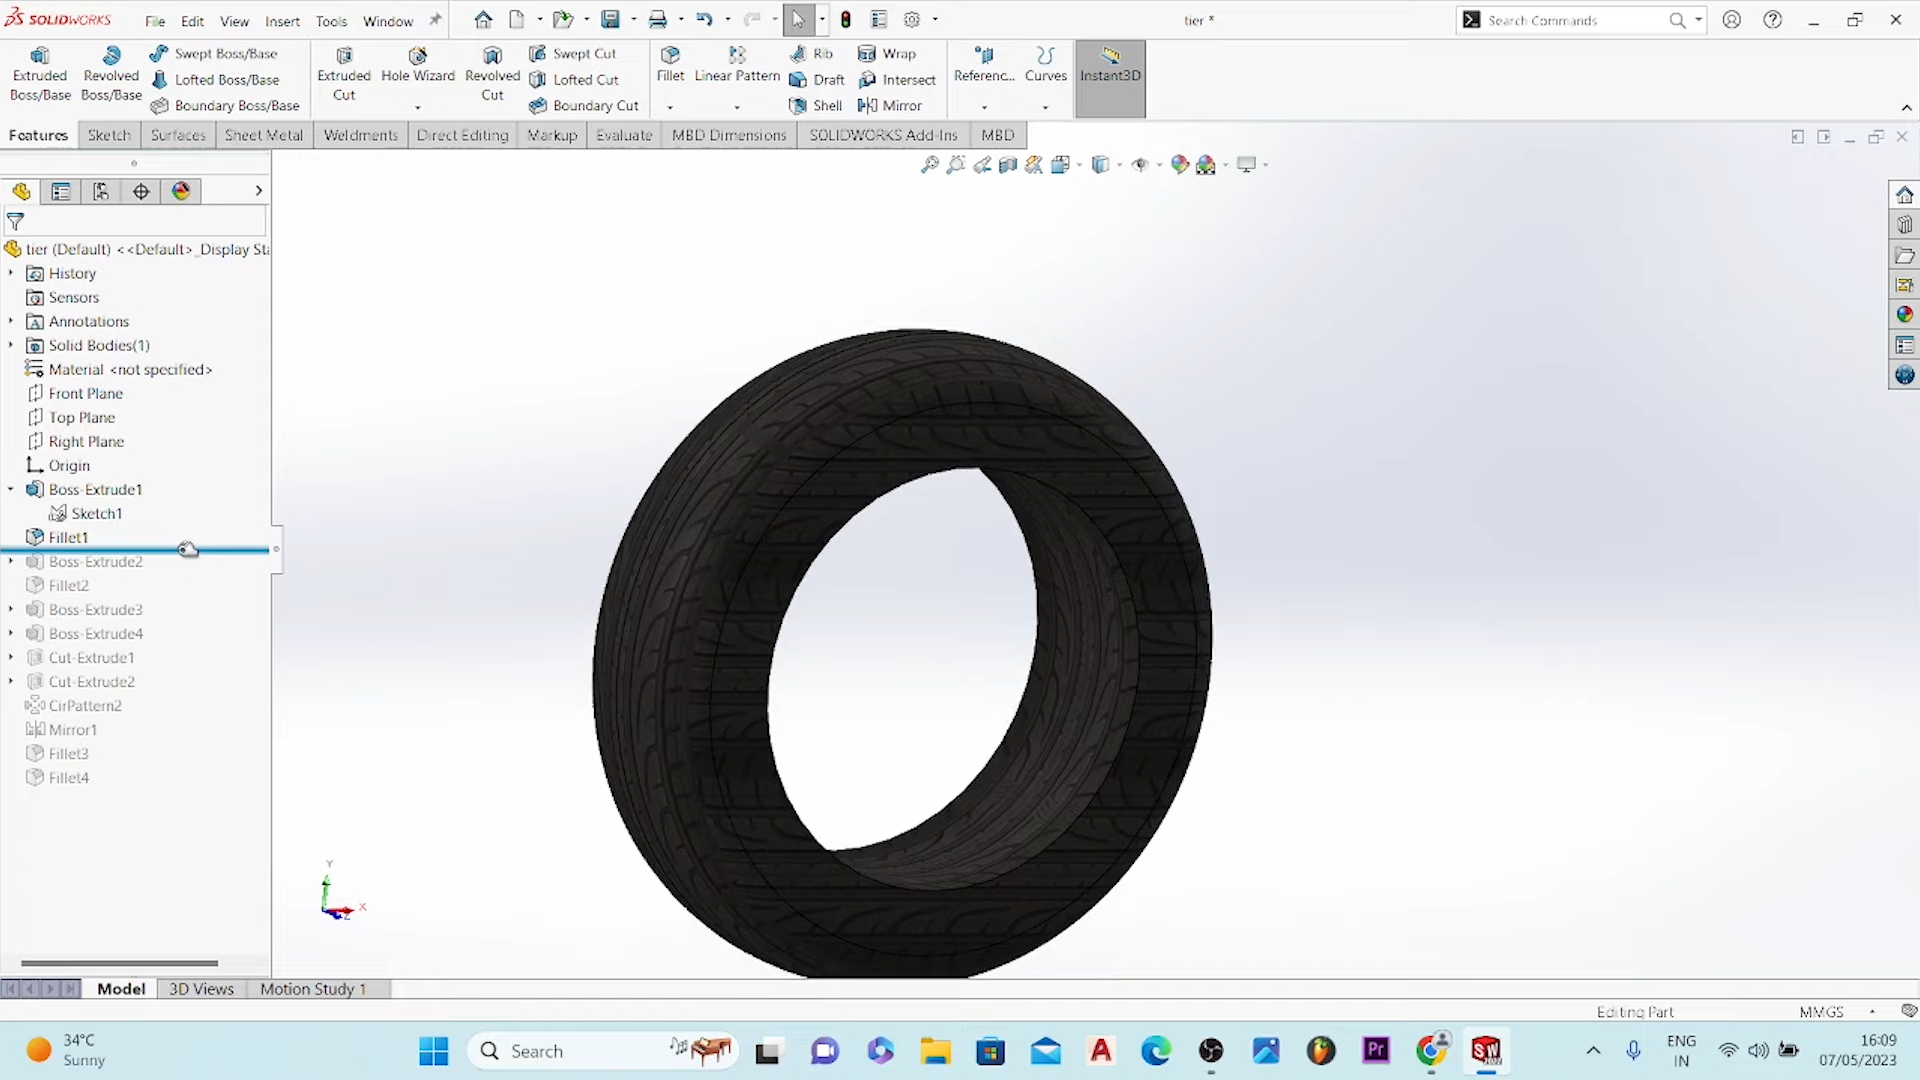 SOLIDWORKS File Edit View Insert Tools Window tier * Search Commands
Extruded Boss/Base Revolved Boss/Base Swept Boss/Base Lofted Boss/Base Boundary Boss/Base Extruded Cut Hole Wizard Revolved Cut Swept Cut Lofted Cut Boundary Cut Fillet Linear Pattern Rib Draft Shell Wrap Intersect Mirror Referenc... Curves Instant3D
Features Sketch Surfaces Sheet Metal Weldments Direct Editing Markup Evaluate MBD Dimensions SOLIDWORKS Add-Ins MBD
tier (Default) <<Default>_Display Sta
History
Sensors
Annotations
Solid Bodies(1)
Material <not specified>
Front Plane
Top Plane
Right Plane
Origin
Boss-Extrude1
Sketch1
Fillet1
Boss-Extrude2
Fillet2
Boss-Extrude3
Boss-Extrude4
Cut-Extrude1
Cut-Extrude2
CirPattern2
Mirror1
Fillet3
Fillet4
Y
X
Z
Model 3D Views Motion Study 1
Editing Part MMGS
34°C
Sunny
Search
Pr
SW
ENG
IN
16:09
07/05/2023